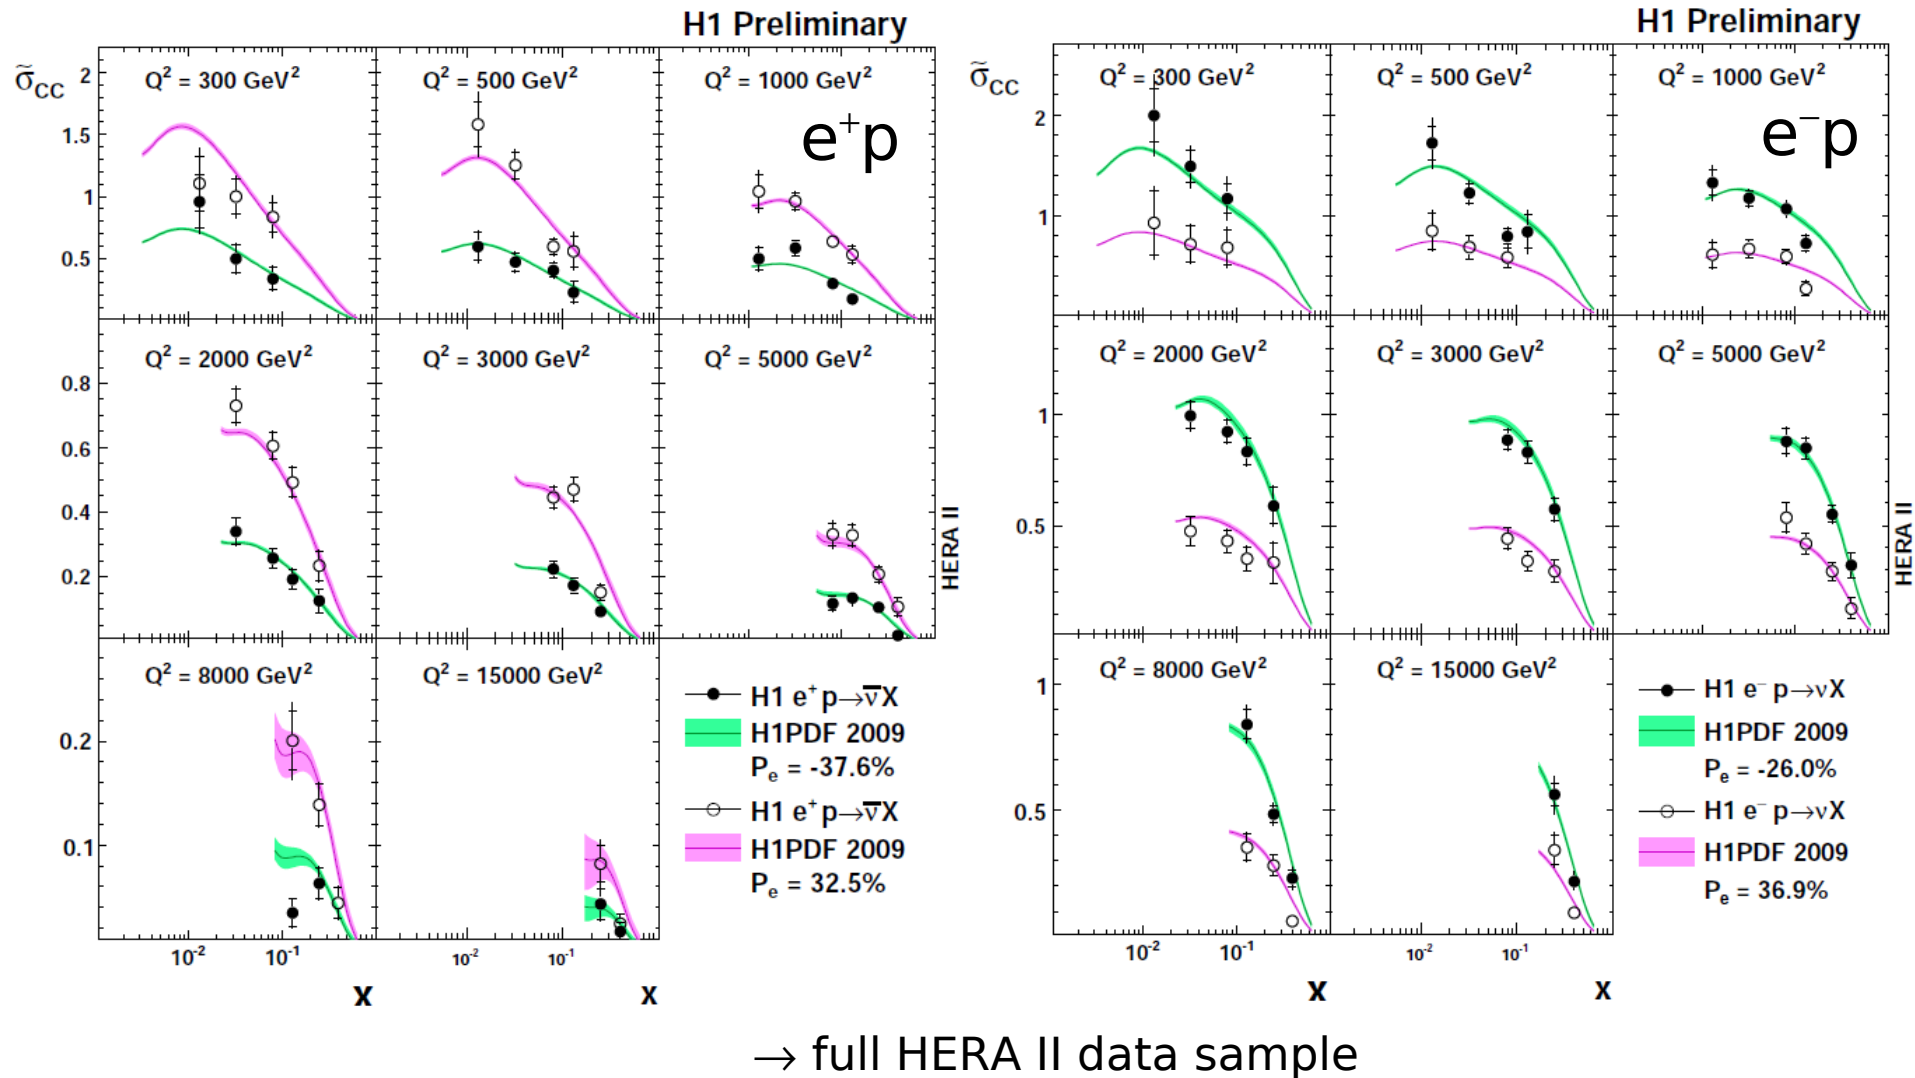 H1 Preliminary
σ̃CC
Q² = 300 GeV²
Q² = 500 GeV²
Q² = 1000 GeV²
e⁺p
2
1.5
1
0.5
Q² = 2000 GeV²
Q² = 3000 GeV²
Q² = 5000 GeV²
0.8
0.6
0.4
0.2
HERA II
Q² = 8000 GeV²
Q² = 15000 GeV²
0.2
0.1
H1 e⁺ p→ν̅X
H1PDF 2009
Pe = -37.6%
H1 e⁺ p→ν̅X
H1PDF 2009
Pe = 32.5%
10⁻² 10⁻¹
10⁻² 10⁻¹
x
x
H1 Preliminary
σ̃CC
Q² = 300 GeV²
Q² = 500 GeV²
Q² = 1000 GeV²
e⁻p
2
1
Q² = 2000 GeV²
Q² = 3000 GeV²
Q² = 5000 GeV²
1
0.5
HERA II
Q² = 8000 GeV²
Q² = 15000 GeV²
1
0.5
H1 e⁻ p→νX
H1PDF 2009
Pe = -26.0%
H1 e⁻ p→νX
H1PDF 2009
Pe = 36.9%
10⁻² 10⁻¹
10⁻² 10⁻¹
x
x
→ full HERA II data sample